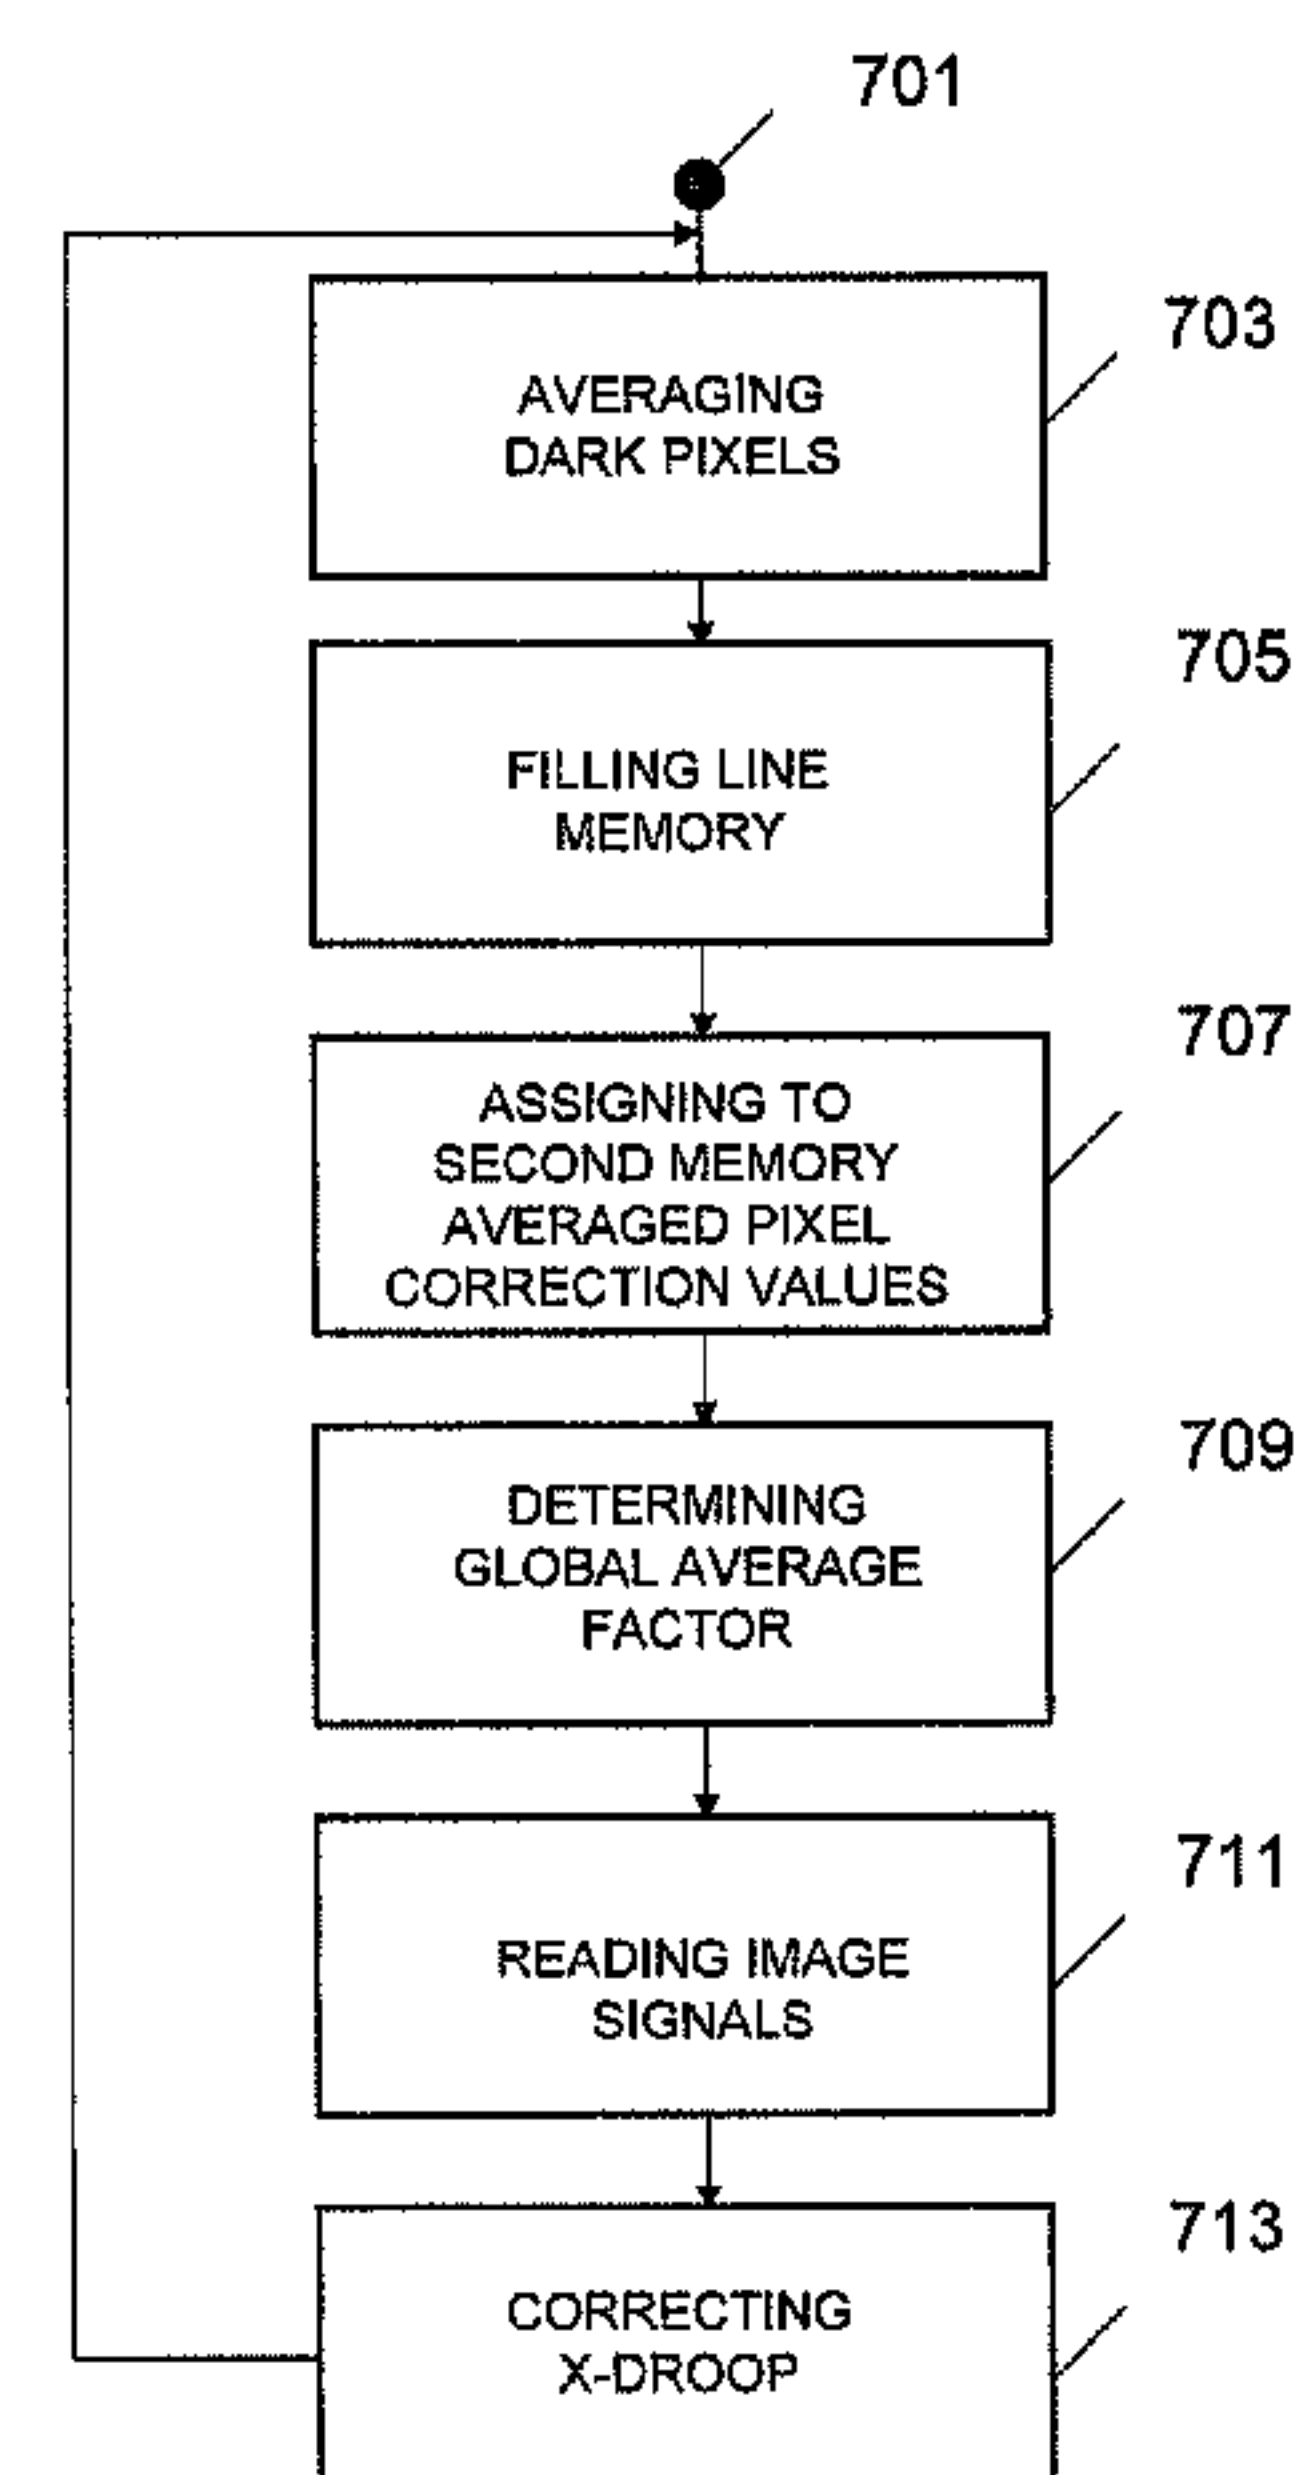 701
703
AVERAGING
DARK PIXELS
705
FILLING LINE
MEMORY
707
ASSIGNING TO
SECOND MEMORY
AVERAGED PIXEL
CORRECTION VALUES
709
DETERMINING
GLOBAL AVERAGE
FACTOR
711
READING IMAGE
SIGNALS
713
CORRECTING
X-DROOP